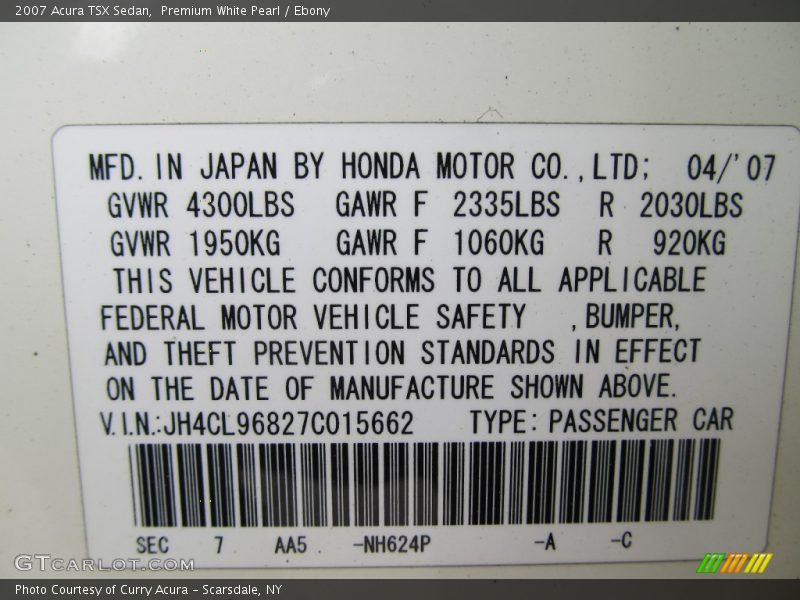 2007 Acura TSX Sedan,  Premium White Pearl / Ebony
MFD. IN JAPAN BY HONDA MOTOR CO.,LTD; 04/'07
GVWR 4300LBS GAWR F 2335LBS R 2030LBS
GVWR 1950KG GAWR F 1060KG R 920KG
THIS VEHICLE CONFORMS TO ALL APPLICABLE
FEDERAL MOTOR VEHICLE SAFETY ,BUMPER,
AND THEFT PREVENTION STANDARDS IN EFFECT
ON THE DATE OF MANUFACTURE SHOWN ABOVE.
V.I.N.:JH4CL96827C015662 TYPE: PASSENGER CAR
SEC 7 AA5 -NH624P -A -C
GTCARLOT.COM
Photo Courtesy of Curry Acura - Scarsdale, NY